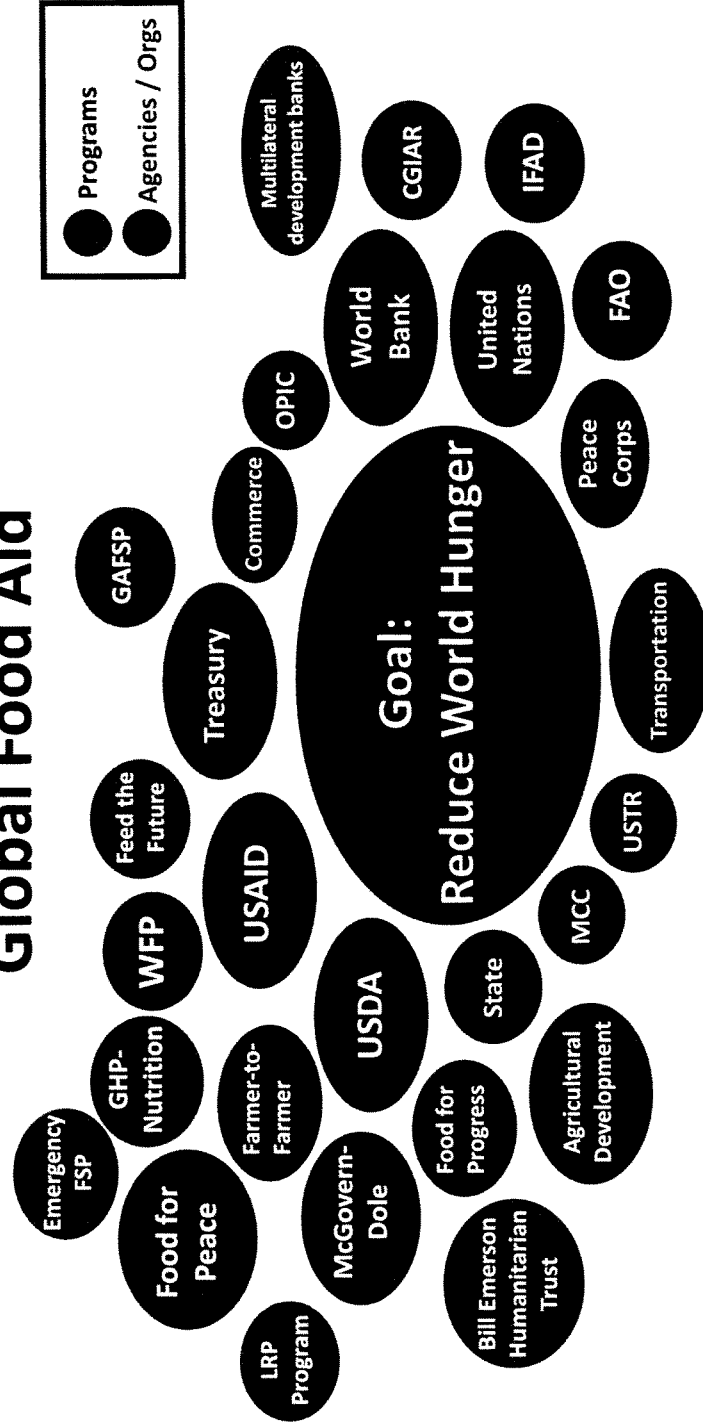 Global Food Aid
Programs
Agencies / Orgs
Emergency
FSP
GHP-
Nutrition
WFP
Feed the
Future
GAFSP
Food for
Peace
Farmer-to-
Farmer
USAID
Treasury
Commerce
OPIC
Multilateral
development banks
LRP
Program
McGovern-
Dole
USDA
Goal:
Reduce World Hunger
World
Bank
CGIAR
Food for
Progress
State
United
Nations
IFAD
Bill Emerson
Humanitarian
Trust
Agricultural
Development
MCC
USTR
Transportation
Peace
Corps
FAO